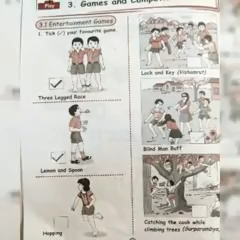 Play
3. Games and Compe
3.1 Entertainment Games
1. Tick (✓) your favourite game.
Three Legged Race
Lemon and Spoon
Hopping
Lock and Key (Vishamrut)
Blind Man Buff
Catching the cook while
climbing trees